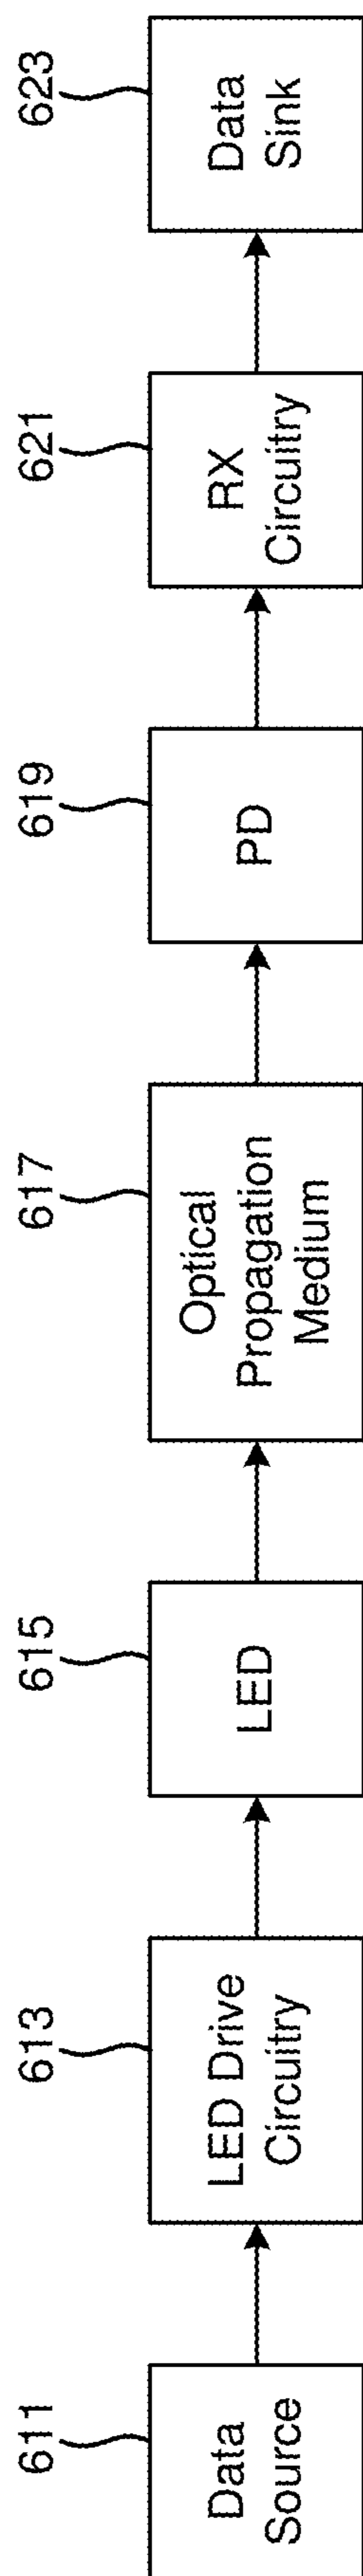 611
613
615
617
619
621
623
Data
Source
LED Drive
Circuitry
LED
Optical
Propagation
Medium
PD
RX
Circuitry
Data
Sink